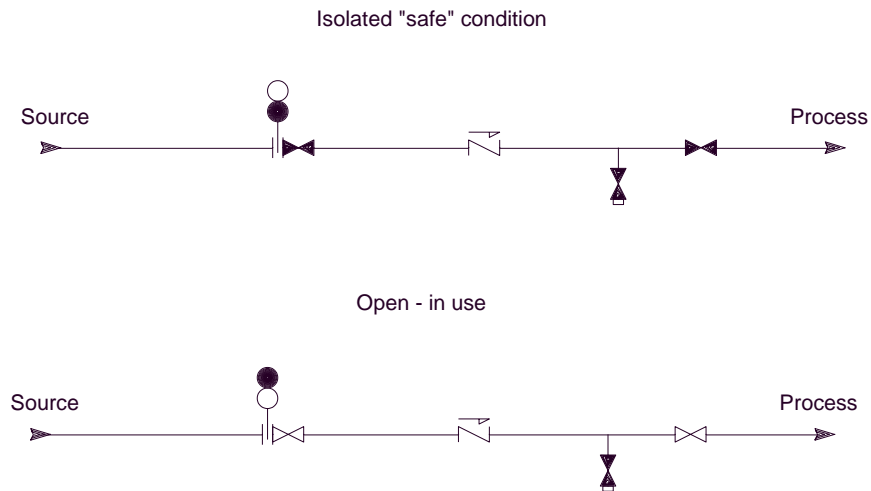 Isolated "safe" condition
Source
Process
Open - in use
Source
Process